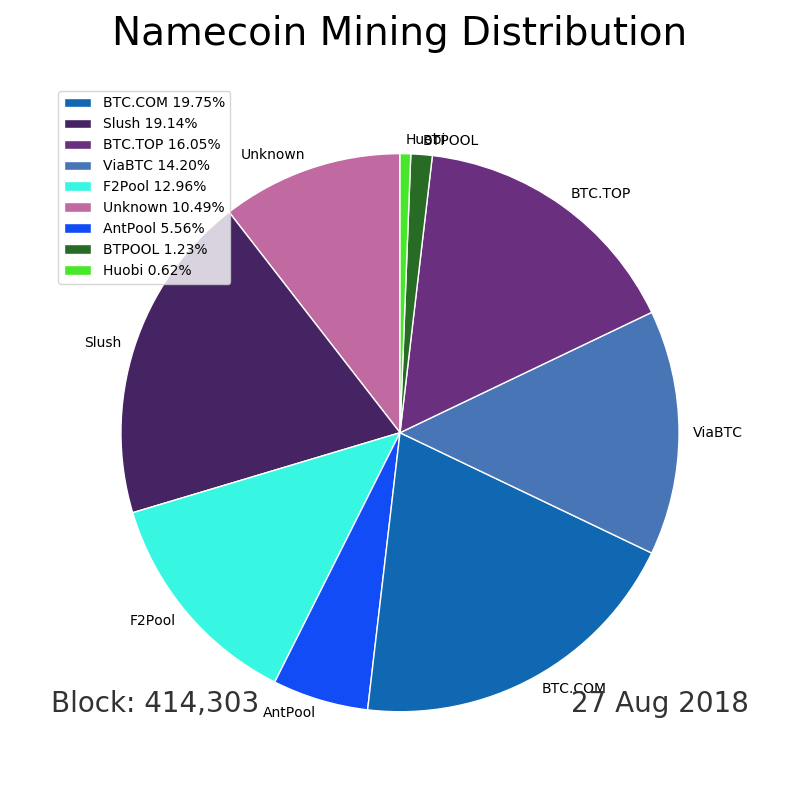 Namecoin Mining Distribution
BTC.COM 19.75%
Slush 19.14%
BTC.TOP 16.05%
ViaBTC 14.20%
F2Pool 12.96%
Unknown 10.49%
AntPool 5.56%
BTPOOL 1.23%
Huobi 0.62%
Huobi
BTPOOL
Unknown
BTC.TOP
Slush
ViaBTC
F2Pool
BTC.COM
AntPool
Block: 414,303
27 Aug 2018